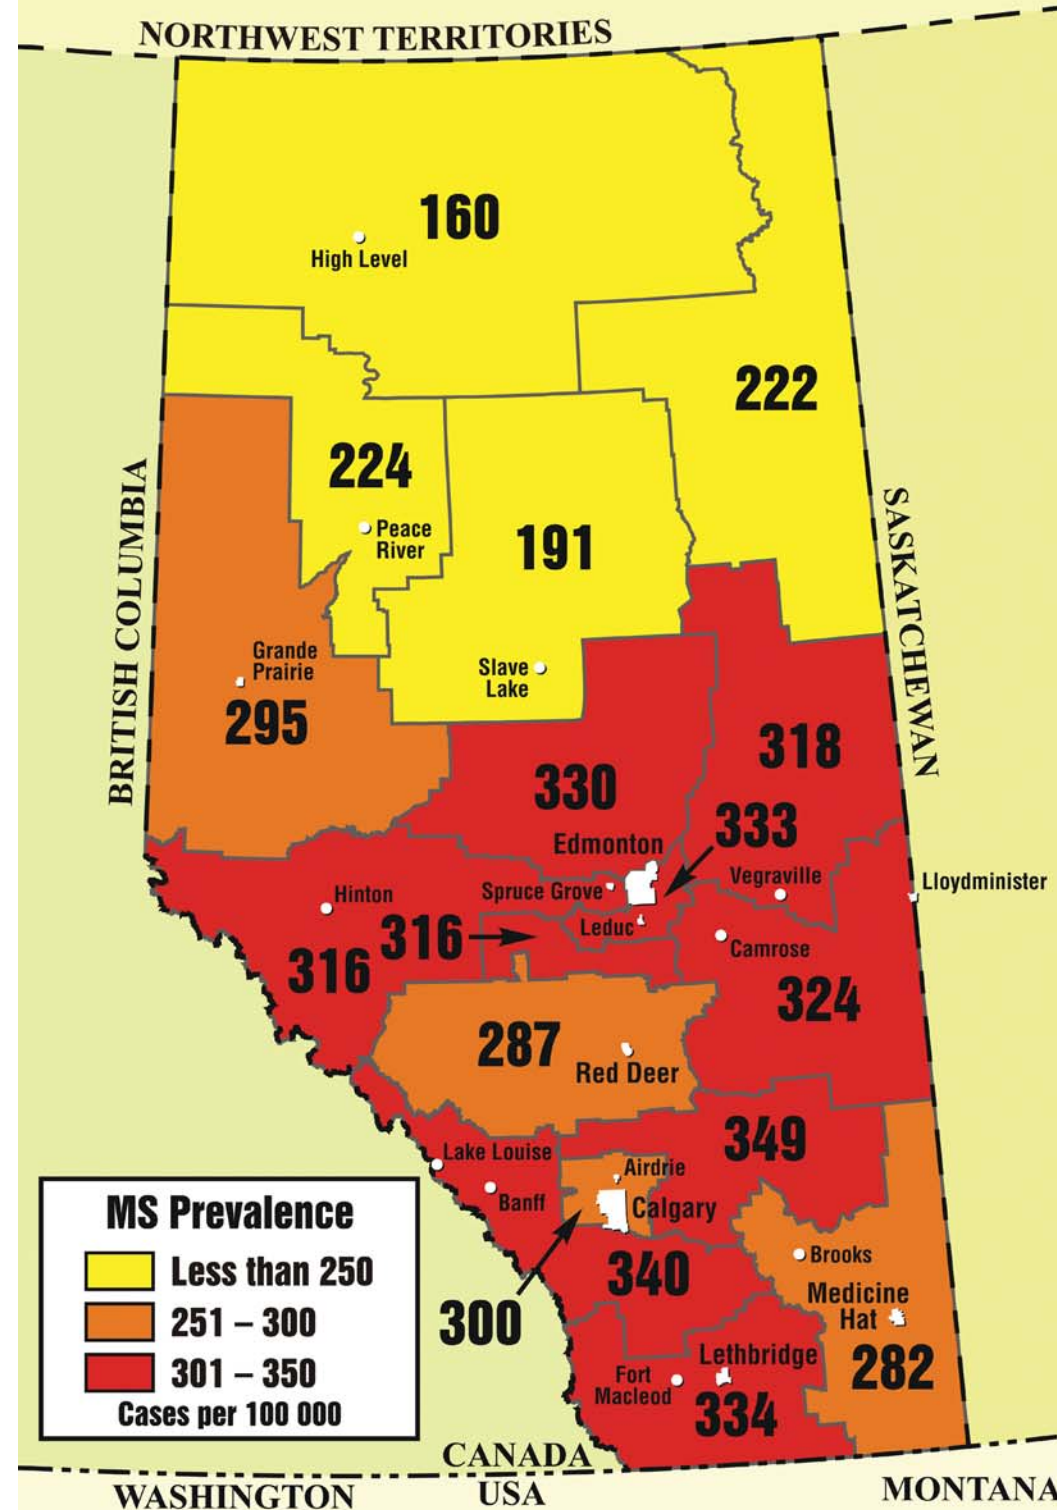 NORTHWEST TERRITORIES
160
High Level
222
224
Peace
River
191
BRITISH COLUMBIA
SASKATCHEWAN
Grande
Prairie
295
Slave
Lake
318
330
333
Edmonton
Spruce Grove
Vegraville
Lloydminister
Hinton
Leduc
316
316
Camrose
324
287
Red Deer
349
Lake Louise
Airdrie
Banff
Calgary
340
300
Brooks
Medicine
Hat
282
Lethbridge
Fort
Macleod
334
MS Prevalence
Less than 250
251 – 300
301 – 350
Cases per 100 000
CANADA
USA
WASHINGTON
MONTANA